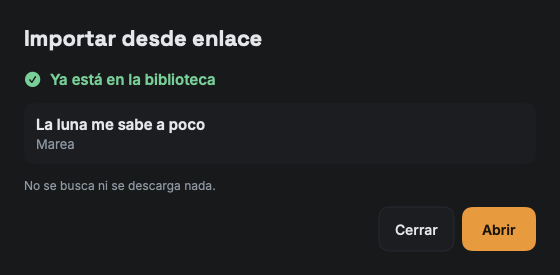 Importar desde enlace
Ya está en la biblioteca
La luna me sabe a poco
Marea
No se busca ni se descarga nada.
Cerrar
Abrir